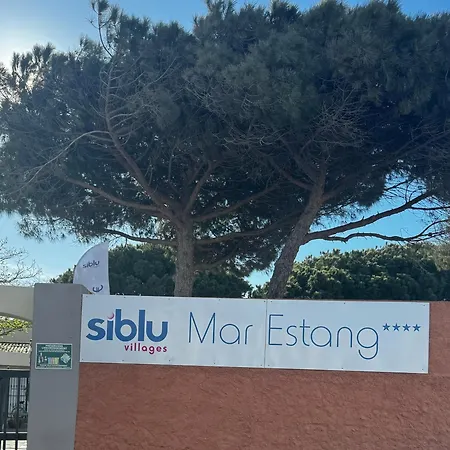 siblu
siblu Mar Estang****
villages